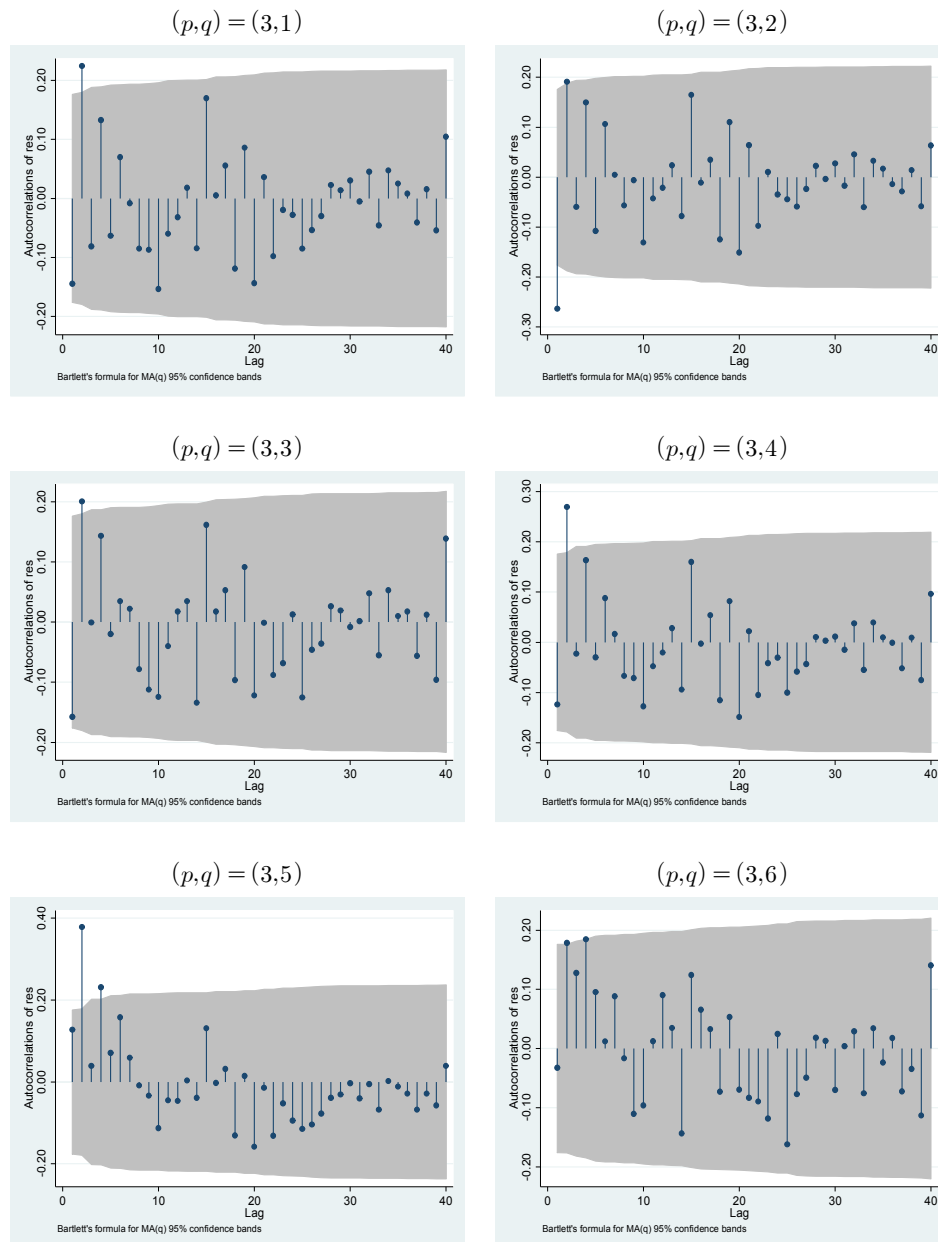 (p,q) = (3,1)
(p,q) = (3,2)
Autocorrelations of res
0.20
0.10
0.00
-0.10
-0.20
0 10 20 30 40
Lag
Bartlett's formula for MA(q) 95% confidence bands
Autocorrelations of res
0.20
0.10
0.00
-0.10
-0.20
-0.30
0 10 20 30 40
Lag
Bartlett's formula for MA(q) 95% confidence bands
(p,q) = (3,3)
(p,q) = (3,4)
Autocorrelations of res
0.20
0.10
0.00
-0.10
-0.20
0 10 20 30 40
Lag
Bartlett's formula for MA(q) 95% confidence bands
Autocorrelations of res
0.30
0.20
0.10
0.00
-0.10
-0.20
0 10 20 30 40
Lag
Bartlett's formula for MA(q) 95% confidence bands
(p,q) = (3,5)
(p,q) = (3,6)
Autocorrelations of res
0.40
0.20
0.00
-0.20
0 10 20 30 40
Lag
Bartlett's formula for MA(q) 95% confidence bands
Autocorrelations of res
0.20
0.10
0.00
-0.10
-0.20
0 10 20 30 40
Lag
Bartlett's formula for MA(q) 95% confidence bands